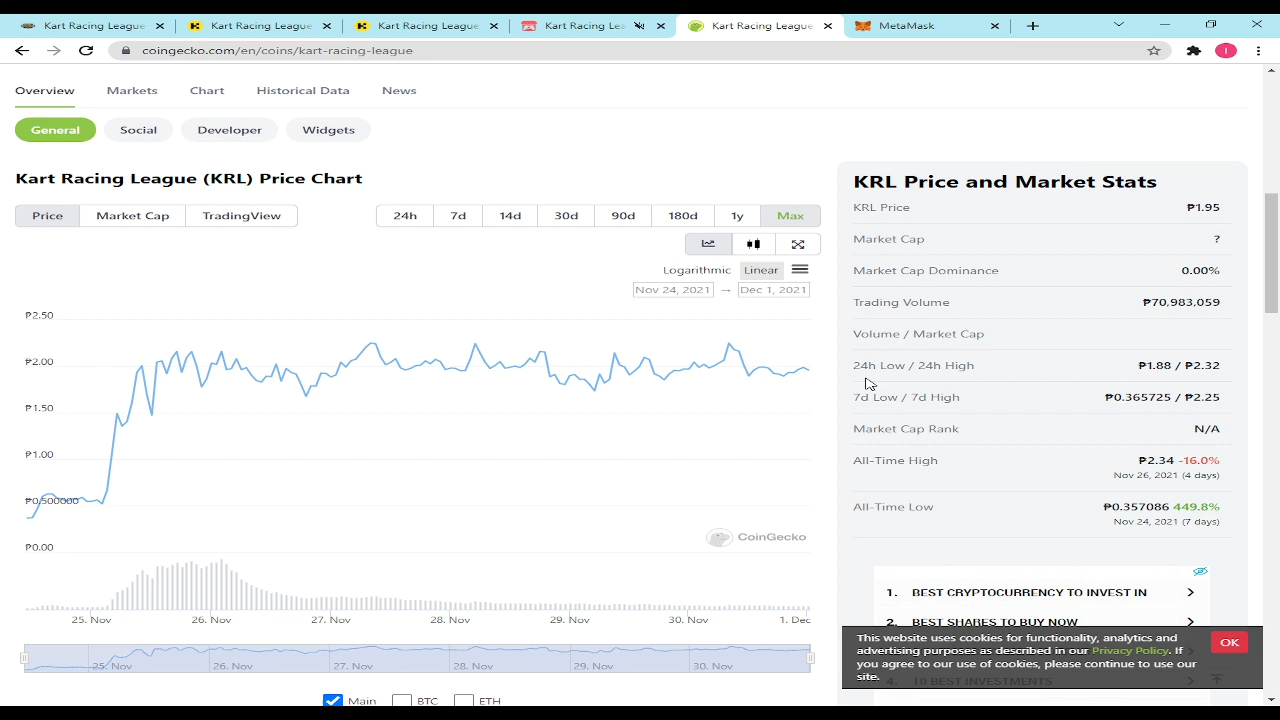 Kart Racing League
Kart Racing League
Kart Racing League
Kart Racing Lea
Kart Racing League
MetaMask
coingecko.com/en/coins/kart-racing-league
I
Overview
Markets
Chart
Historical Data
News
General
Social
Developer
Widgets
Kart Racing League (KRL) Price Chart
Price
Market Cap
TradingView
24h
7d
14d
30d
90d
180d
1y
Max
Logarithmic
Linear
Nov 24, 2021 → Dec 1, 2021
₱2.50
₱2.00
₱1.50
₱1.00
₱0.500000
₱0.00
CoinGecko
25. Nov
26. Nov
27. Nov
28. Nov
29. Nov
30. Nov
1. Dec
25. Nov
26. Nov
27. Nov
28. Nov
29. Nov
30. Nov
Main
BTC
ETH
KRL Price and Market Stats
KRL Price ₱1.95
Market Cap ?
Market Cap Dominance 0.00%
Trading Volume ₱70,983,059
Volume / Market Cap
24h Low / 24h High ₱1.88 / ₱2.32
7d Low / 7d High ₱0.365725 / ₱2.25
Market Cap Rank N/A
All-Time High ₱2.34 -16.0%
Nov 26, 2021 (4 days)
All-Time Low ₱0.357086 449.8%
Nov 24, 2021 (7 days)
1. BEST CRYPTOCURRENCY TO INVEST IN
2. BEST SHARES TO BUY NOW
This website uses cookies for functionality, analytics and
advertising purposes as described in our Privacy Policy. If
you agree to our use of cookies, please continue to use our
site.
OK
4. 10 BEST INVESTMENTS